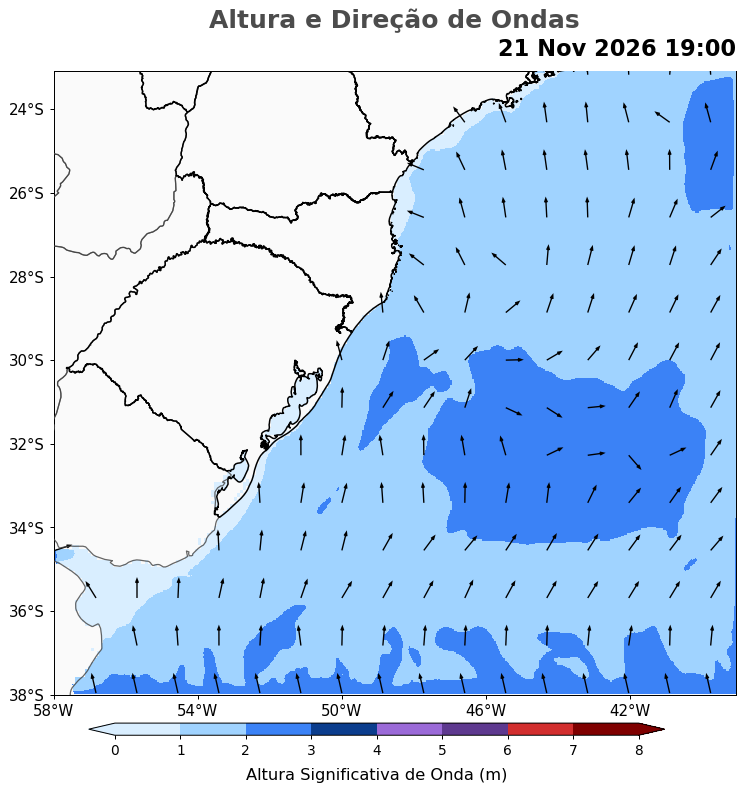 Altura e Direção de Ondas
21 Nov 2026 19:00
24°S
26°S
28°S
30°S
32°S
34°S
36°S
38°S
58°W 54°W 50°W 46°W 42°W
0 1 2 3 4 5 6 7 8
Altura Significativa de Onda (m)